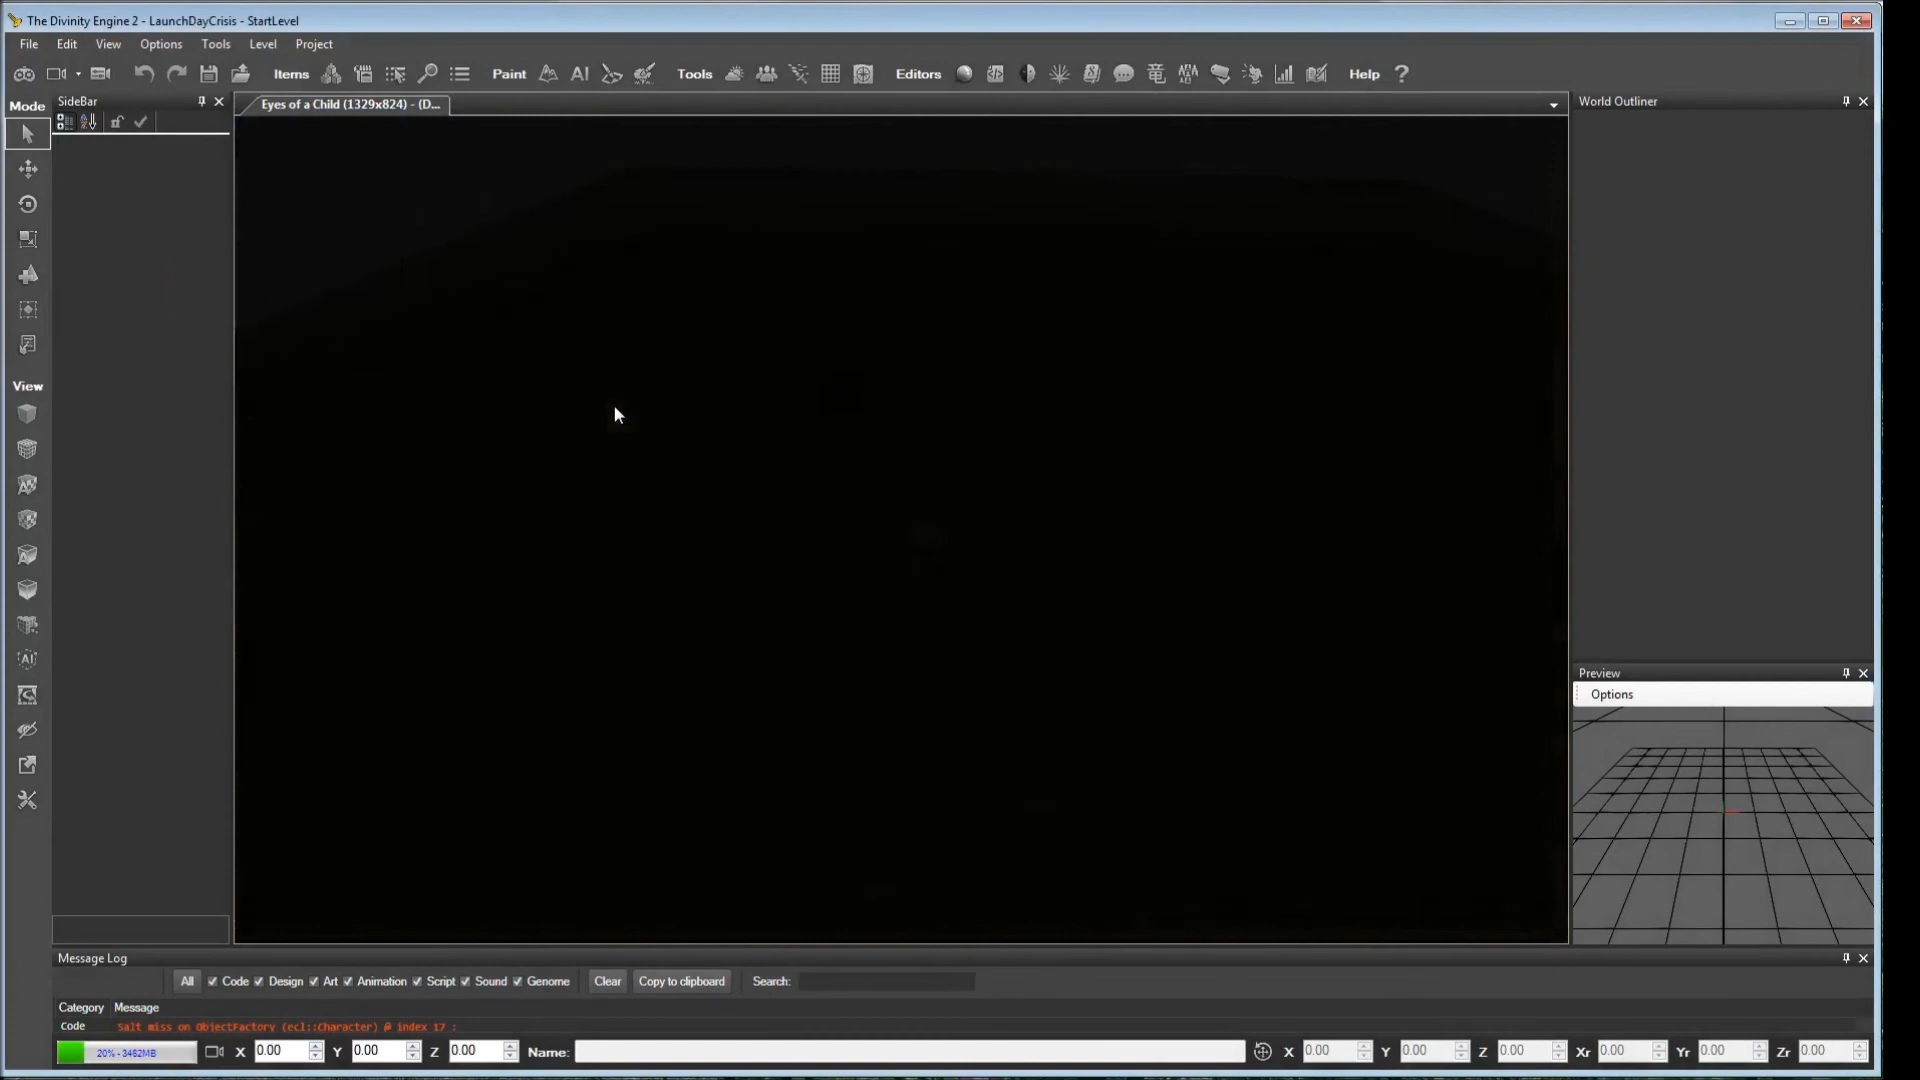 The Divinity Engine 2 - LaunchDayCrisis - StartLevel
File Edit View Options Tools Level Project
Items Paint AI Tools Editors Help
Mode SideBar Eyes of a Child (1329x824) - (D... World Outliner
View
AI
Preview
Options
Message Log
All Code Design Art Animation Script Sound Genome Clear Copy to clipboard Search:
Category Message
Code Salt miss on ObjectFactory (ecl::Character) @ index 17 :
20% - 3462MB X 0.00 Y 0.00 Z 0.00 Name: X 0.00 Y 0.00 Z 0.00 Xr 0.00 Yr 0.00 Zr 0.00